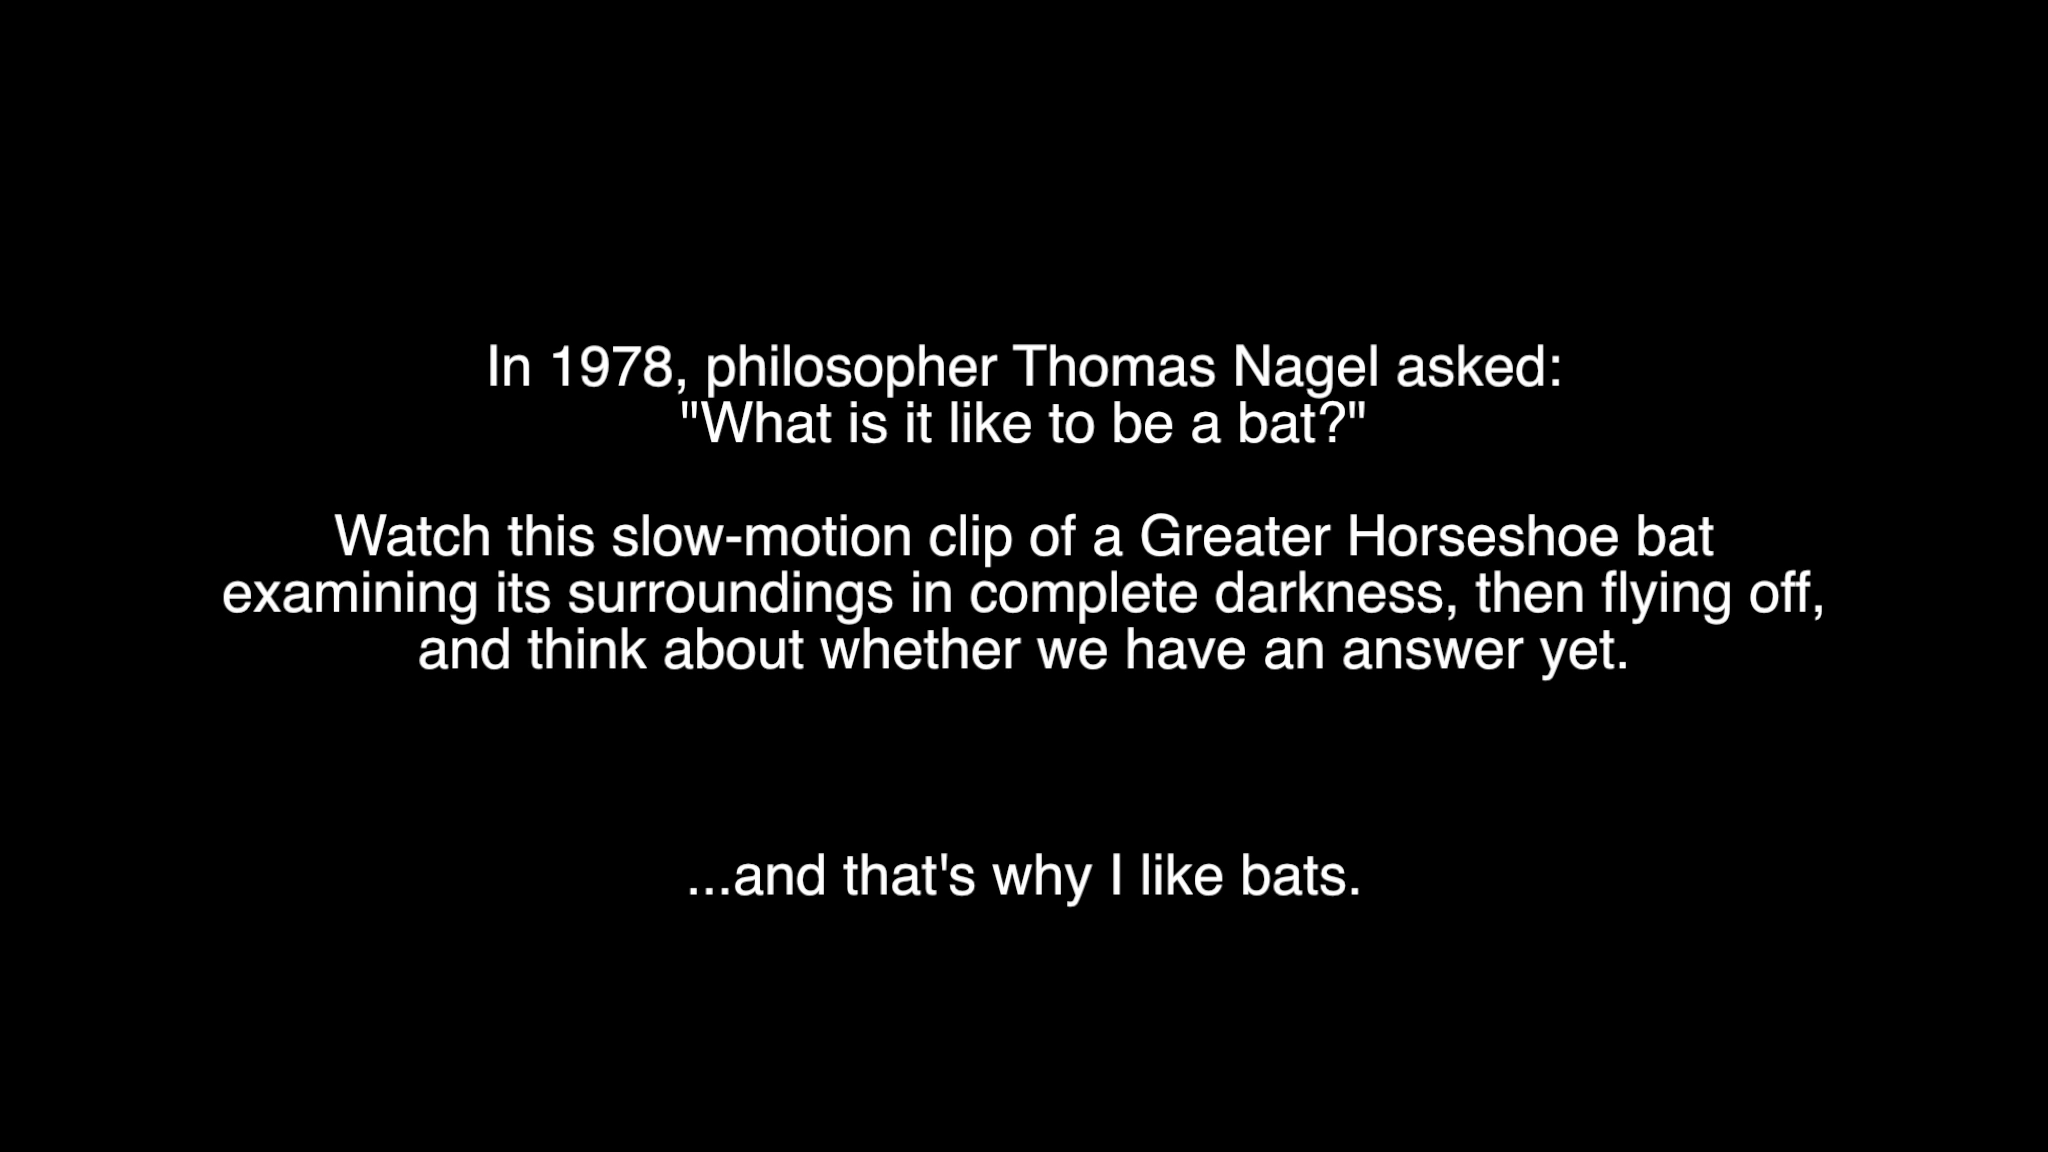 In 1978, philosopher Thomas Nagel asked:
"What is it like to be a bat?"
Watch this slow-motion clip of a Greater Horseshoe bat
examining its surroundings in complete darkness, then flying off,
and think about whether we have an answer yet.
...and that's why I like bats.